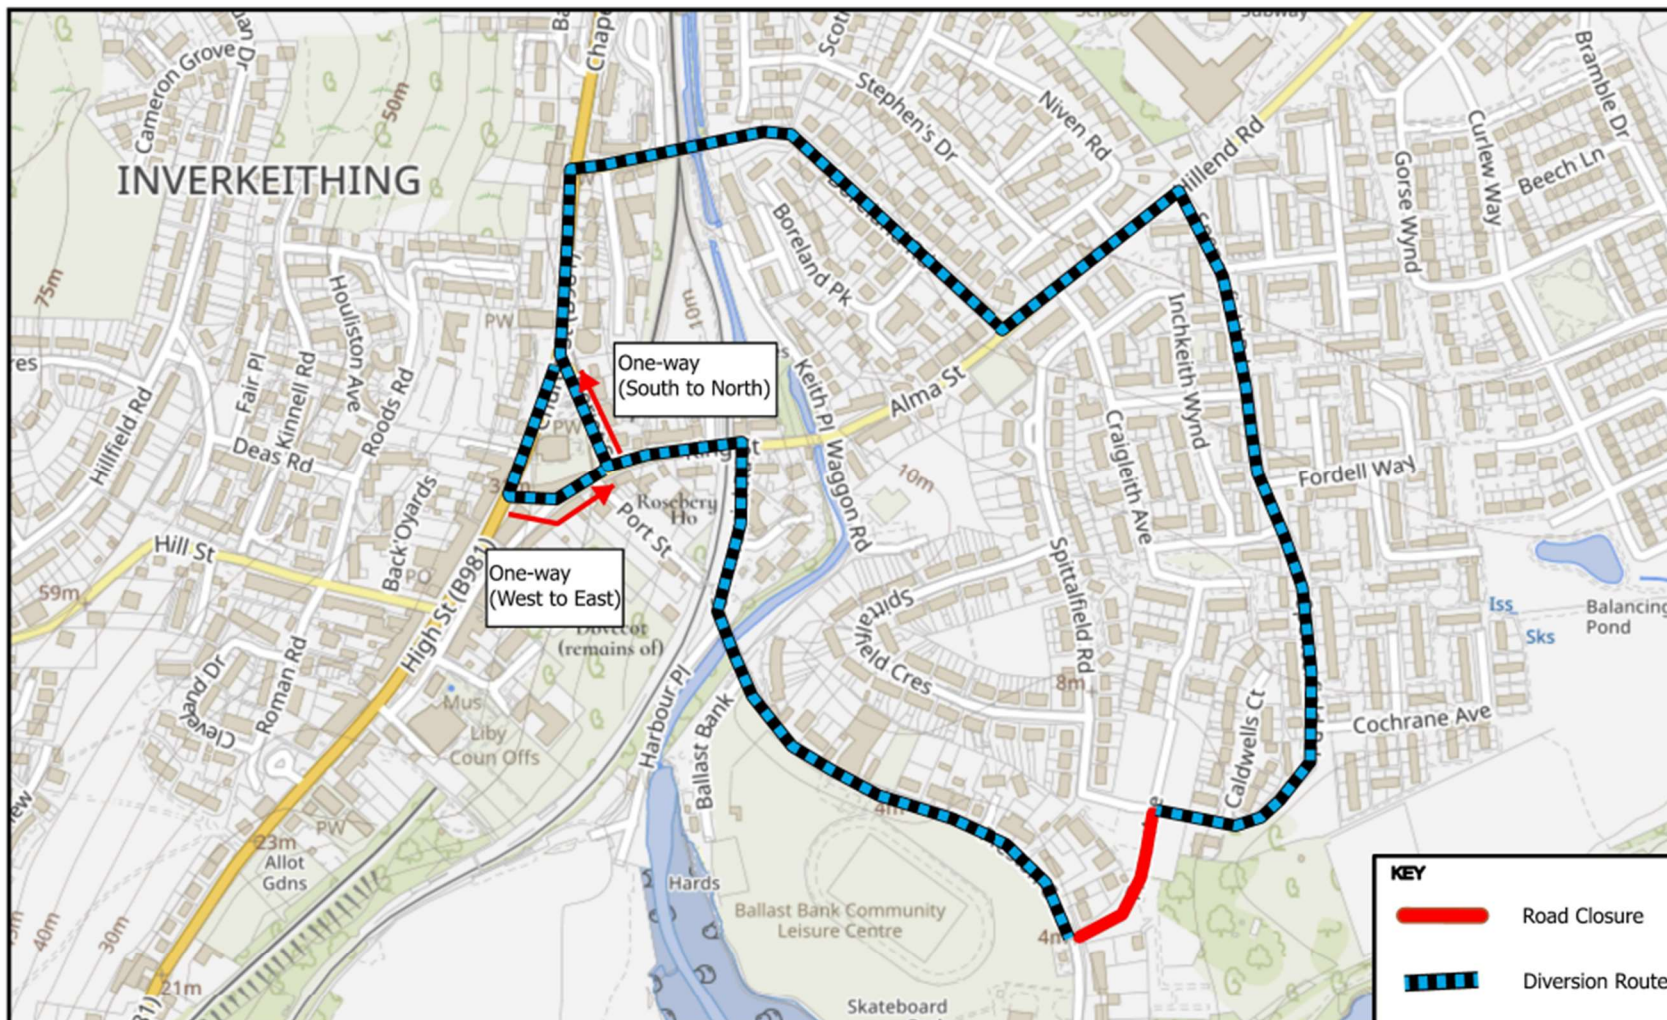 Cameron Grove
50m
Chape
Stephen's Dr
Niven Rd
Hillend Rd
Bramble Dr
Curlew Way
Beech Ln
Gorse Wynd
INVERKEITHING
75m
Houliston Ave
PW
10m
Boreland Pk
Inchkeith Wynd
Fair Pl
Kinnell Rd
Roods Rd
Hillfield Rd
Deas Rd
One-way
(South to North)
Keith Pl
Alma St
Craigleith Ave
PW
King St
Waggon Rd
10m
Fordell Way
Back'Oyards
Rosebery
Ho
Port St
Hill St
PO
59m
High St (B981)
One-way
(West to East)
Dovecot
(remains of)
Spittalfield Rd
Spittalfield Cres
8m
Iss
Sks
Balancing
Pond
Cleveland Dr
Roman Rd
Mus
Liby
Coun Offs
Harbour Pl
Ballast Bank
Caldwells Ct
Cochrane Ave
4m
PW
23m
Allot
Gdns
40m
30m
21m
Hards
Ballast Bank Community
Leisure Centre
4m
Skateboard
KEY
Road Closure
Diversion Route